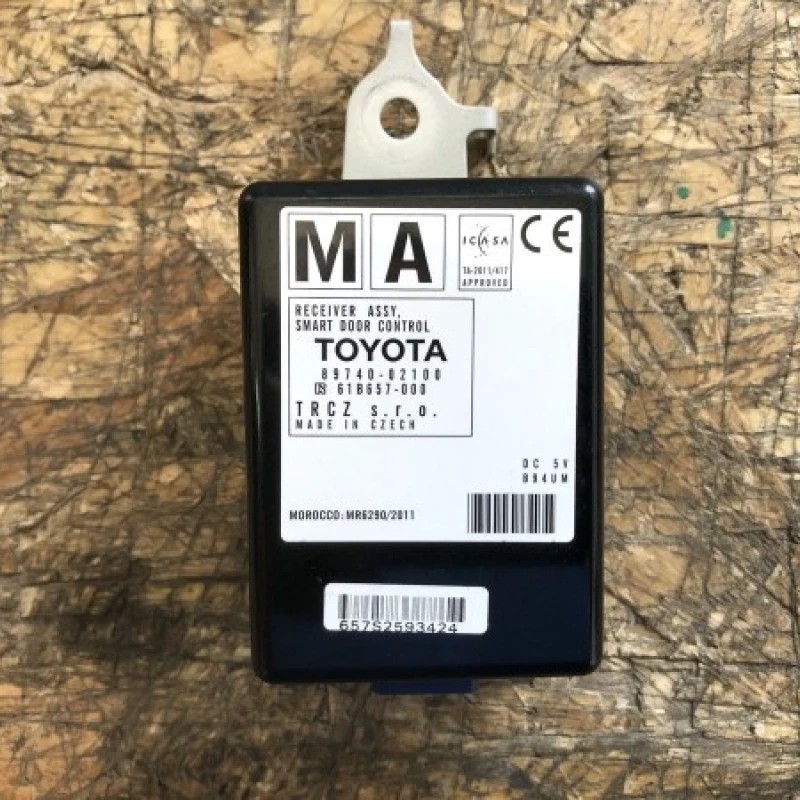 MA
ICASA
TA-2011/617
APPROVED
CE
RECEIVER ASSY,
SMART DOOR CONTROL
TOYOTA
89740-02100
61B657-000
TRCZ s.r.o.
MADE IN CZECH
DC 5V
B94UM
MOROCCO:MR6290/2011
657S2593424